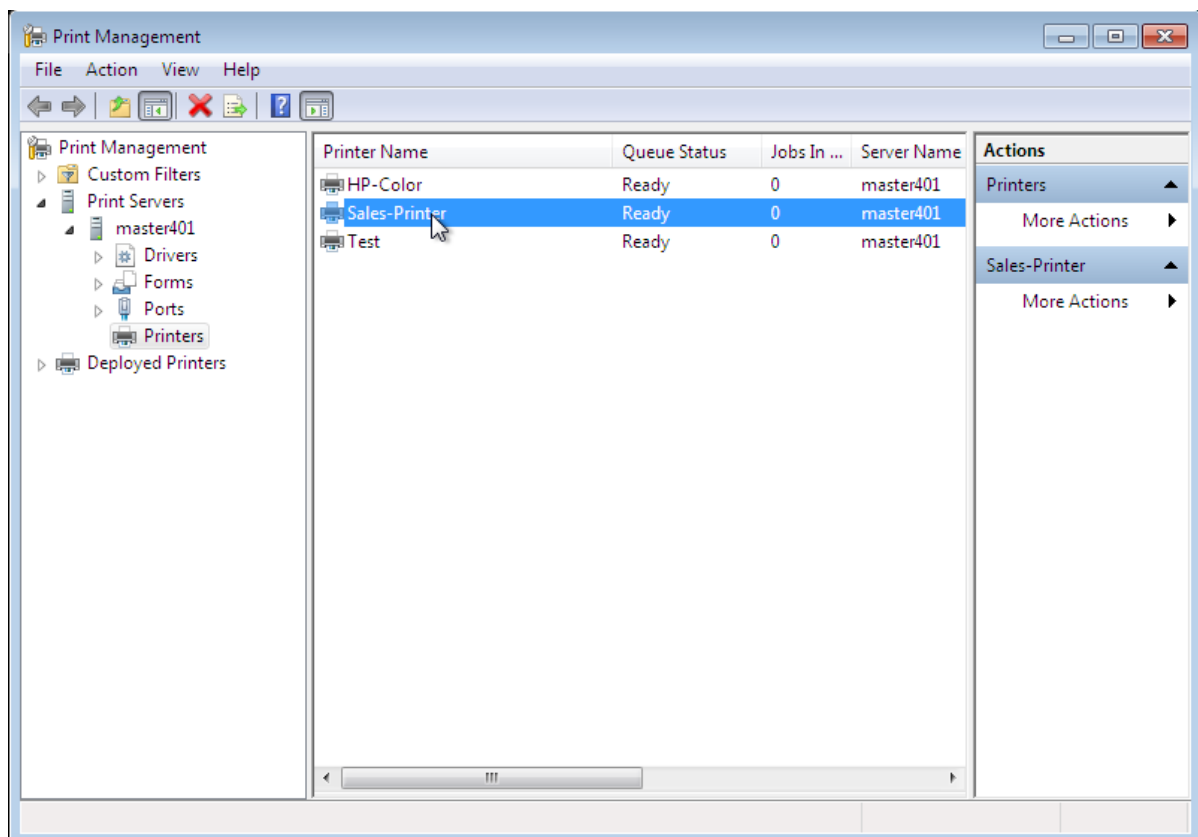 Print Management
File Action View Help
Print Management
Custom Filters
Print Servers
master401
Drivers
Forms
Ports
Printers
Deployed Printers
Printer Name Queue Status Jobs In ... Server Name
HP-Color Ready 0 master401
Sales-Printer Ready 0 master401
Test Ready 0 master401
Actions
Printers
More Actions
Sales-Printer
More Actions